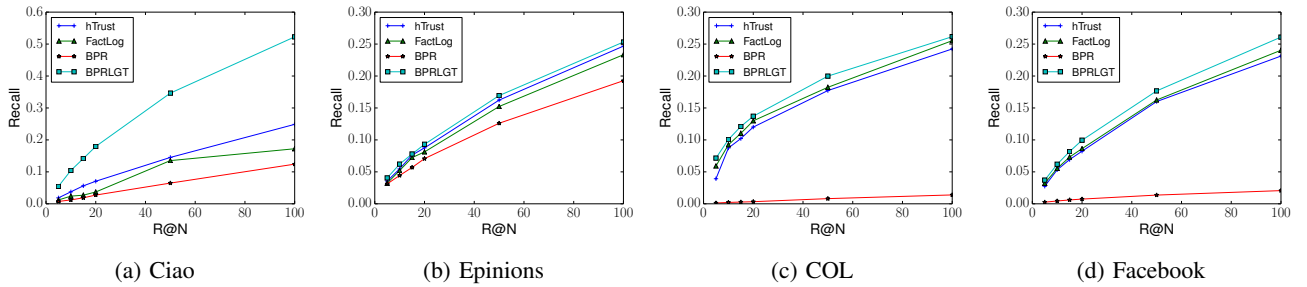 0.6
0.5
0.4
0.3
0.2
0.1
0.0
Recall
0 20 40 60 80 100
R@N
hTrust
FactLog
BPR
BPRLGT
(a) Ciao
0.30
0.25
0.20
0.15
0.10
0.05
0.00
Recall
0 20 40 60 80 100
R@N
hTrust
FactLog
BPR
BPRLGT
(b) Epinions
0.30
0.25
0.20
0.15
0.10
0.05
0.00
Recall
0 20 40 60 80 100
R@N
hTrust
FactLog
BPR
BPRLGT
(c) COL
0.30
0.25
0.20
0.15
0.10
0.05
0.00
Recall
0 20 40 60 80 100
R@N
hTrust
FactLog
BPR
BPRLGT
(d) Facebook